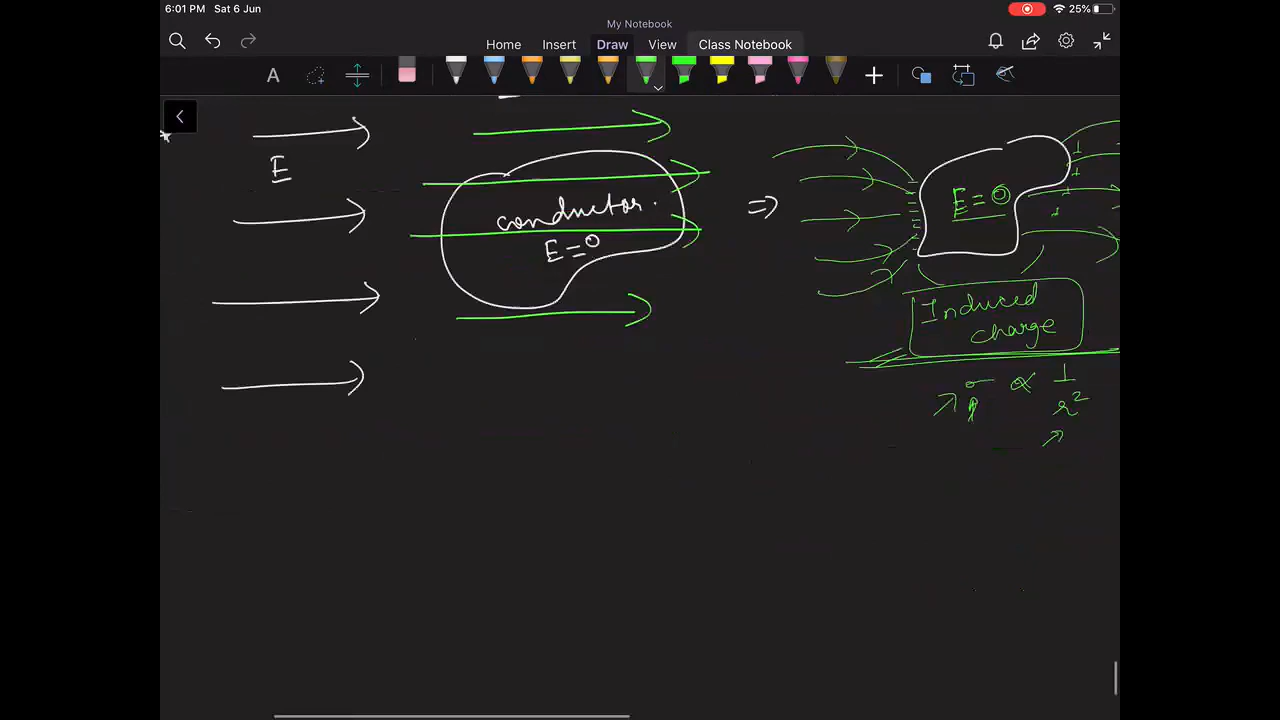 6:01 PM Sat 6 Jun
25%
My Notebook
Home Insert Draw View Class Notebook
A
E
conductor.
E=0
⇒
E=0
Induced
charge
σ ∝ 1
r²